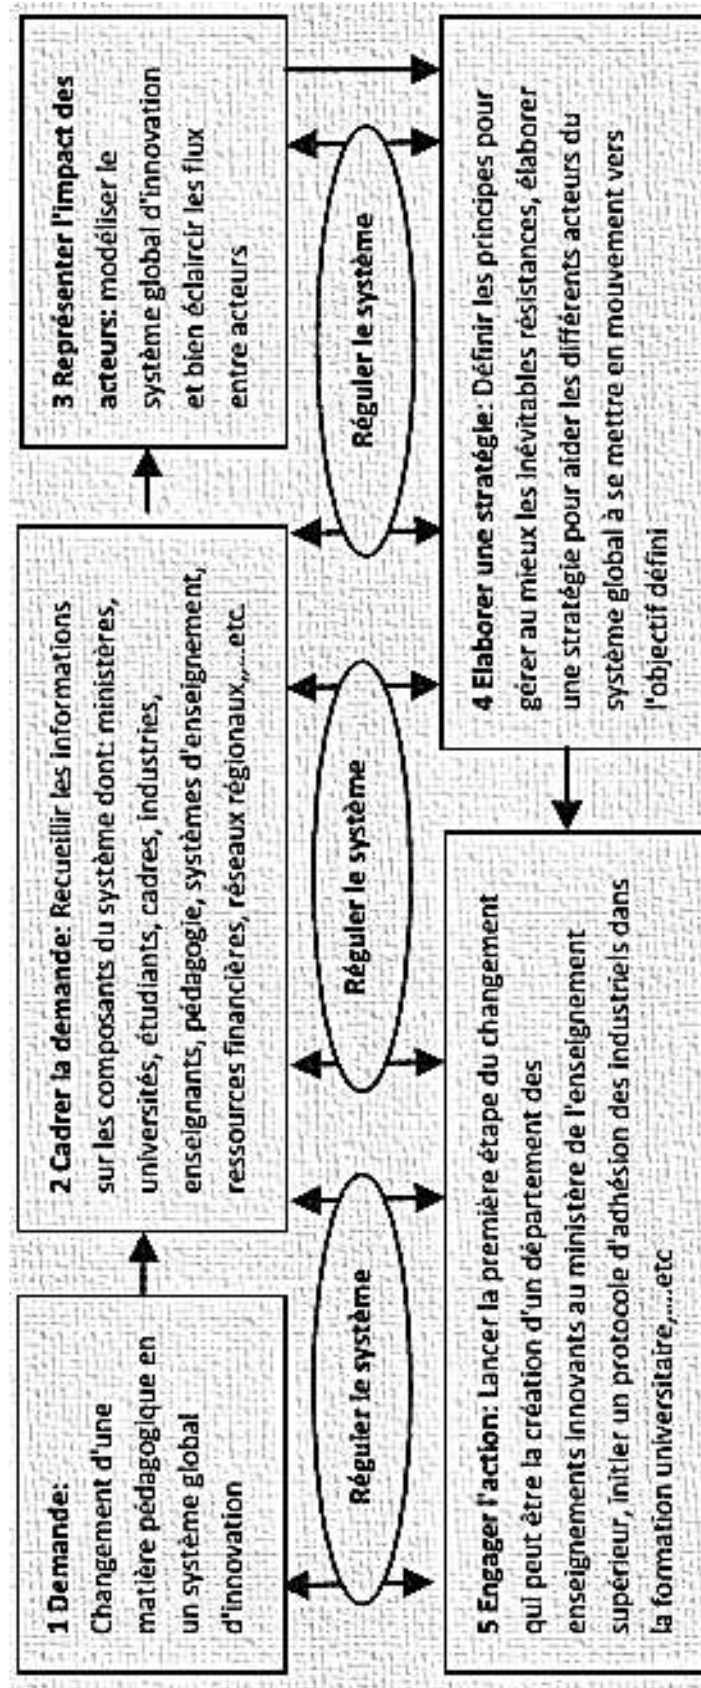 1 Demande:
Changement d'une
matière pédagogique en
un système global
d'innovation
2 Cadrer la demande: Recueillir les informations
sur les composants du système dont: ministères,
universités, étudiants, cadres, industries,
enseignants, pédagogie, systèmes d'enseignement,
ressources financières, réseaux régionaux,,....etc.
3 Représenter l'impact des
acteurs: modéliser le
système global d'innovation
et bien éclaircir les flux
entre acteurs
Réguler le système
Réguler le système
Réguler le système
5 Engager l'action: Lancer la première étape du changement
qui peut être la création d'un département des
enseignements innovants au ministère de l'enseignement
supérieur, initier un protocole d'adhésion des industriels dans
la formation universitaire,....etc
4 Elaborer une stratégie: Définir les principes pour
gérer au mieux les inévitables résistances, élaborer
une stratégie pour aider les différents acteurs du
système global à se mettre en mouvement vers
l'objectif défini